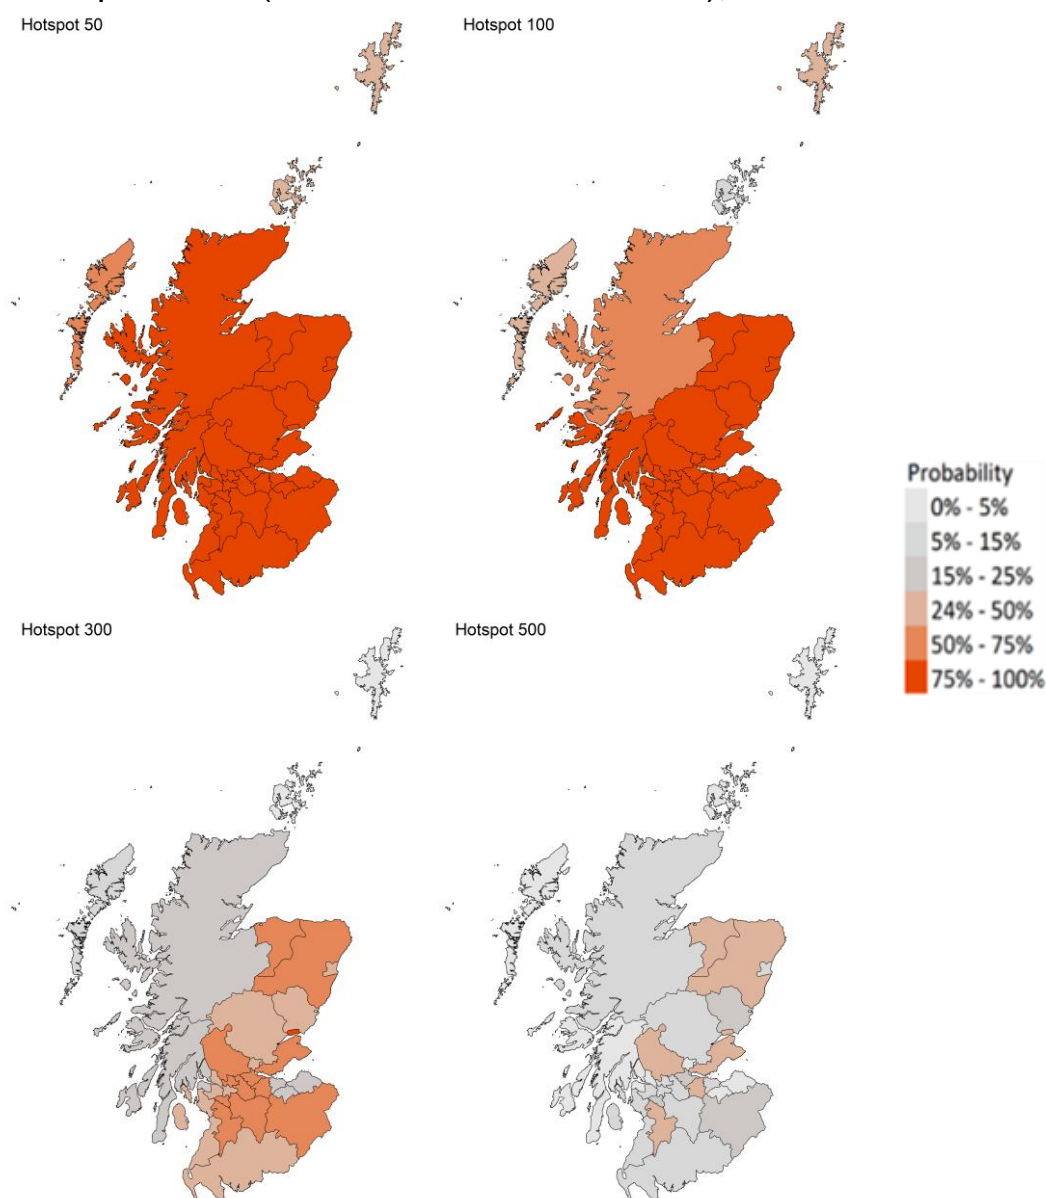 Hotspot 50
Hotspot 100
Probability
0% - 5%
5% - 15%
15% - 25%
24% - 50%
50% - 75%
75% - 100%
Hotspot 300
Hotspot 500